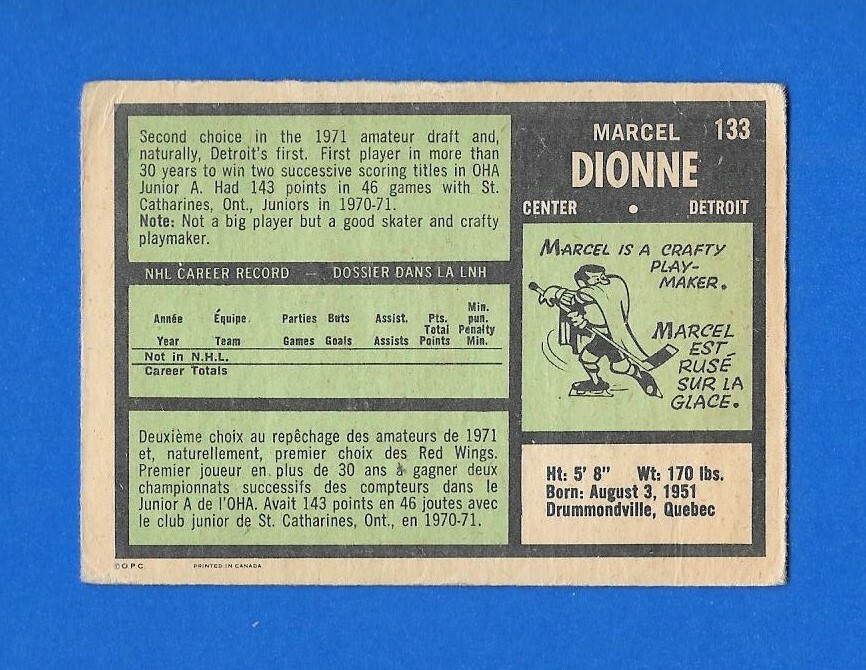 Second choice in the 1971 amateur draft and,
naturally, Detroit's first. First player in more than
30 years to win two successive scoring titles in OHA
Junior A. Had 143 points in 46 games with St.
Catharines, Ont., Juniors in 1970-71.
Note: Not a big player but a good skater and crafty
playmaker.
NHL CAREER RECORD — DOSSIER DANS LA LNH
Année Équipe Parties Buts Assist. Pts. Total Min. pun. Penalty
Year Team Games Goals Assists Points Min.
Not in N.H.L.
Career Totals
Deuxième choix au repêchage des amateurs de 1971
et, naturellement, premier choix des Red Wings.
Premier joueur en plus de 30 ans à gagner deux
championnats successifs des compteurs dans le
Junior A de l'OHA. Avait 143 points en 46 joutes avec
le club junior de St. Catharines, Ont., en 1970-71.
MARCEL 133
DIONNE
CENTER • DETROIT
MARCEL IS A CRAFTY
PLAY-
MAKER.
MARCEL
EST
RUSÉ
SUR LA
GLACE.
Ht: 5' 8" Wt: 170 lbs.
Born: August 3, 1951
Drummondville, Quebec
©O.P.C. PRINTED IN CANADA